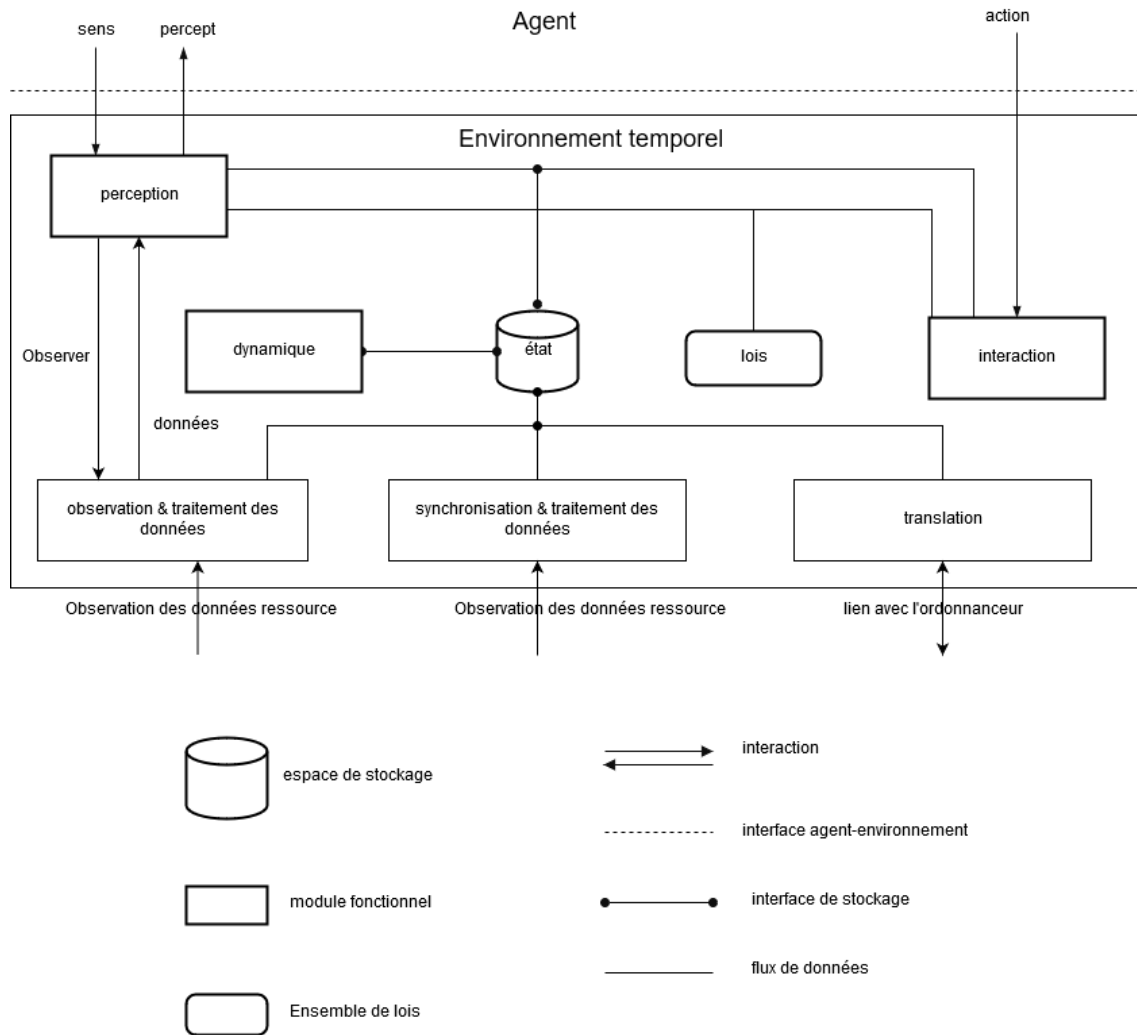 Agent
sens
percept
action
Environnement temporel
perception
dynamique
état
lois
interaction
Observer
données
observation & traitement des
données
synchronisation & traitement des
données
translation
Observation des données ressource
Observation des données ressource
lien avec l'ordonnanceur
espace de stockage
interaction
interface agent-environnement
module fonctionnel
interface de stockage
flux de données
Ensemble de lois